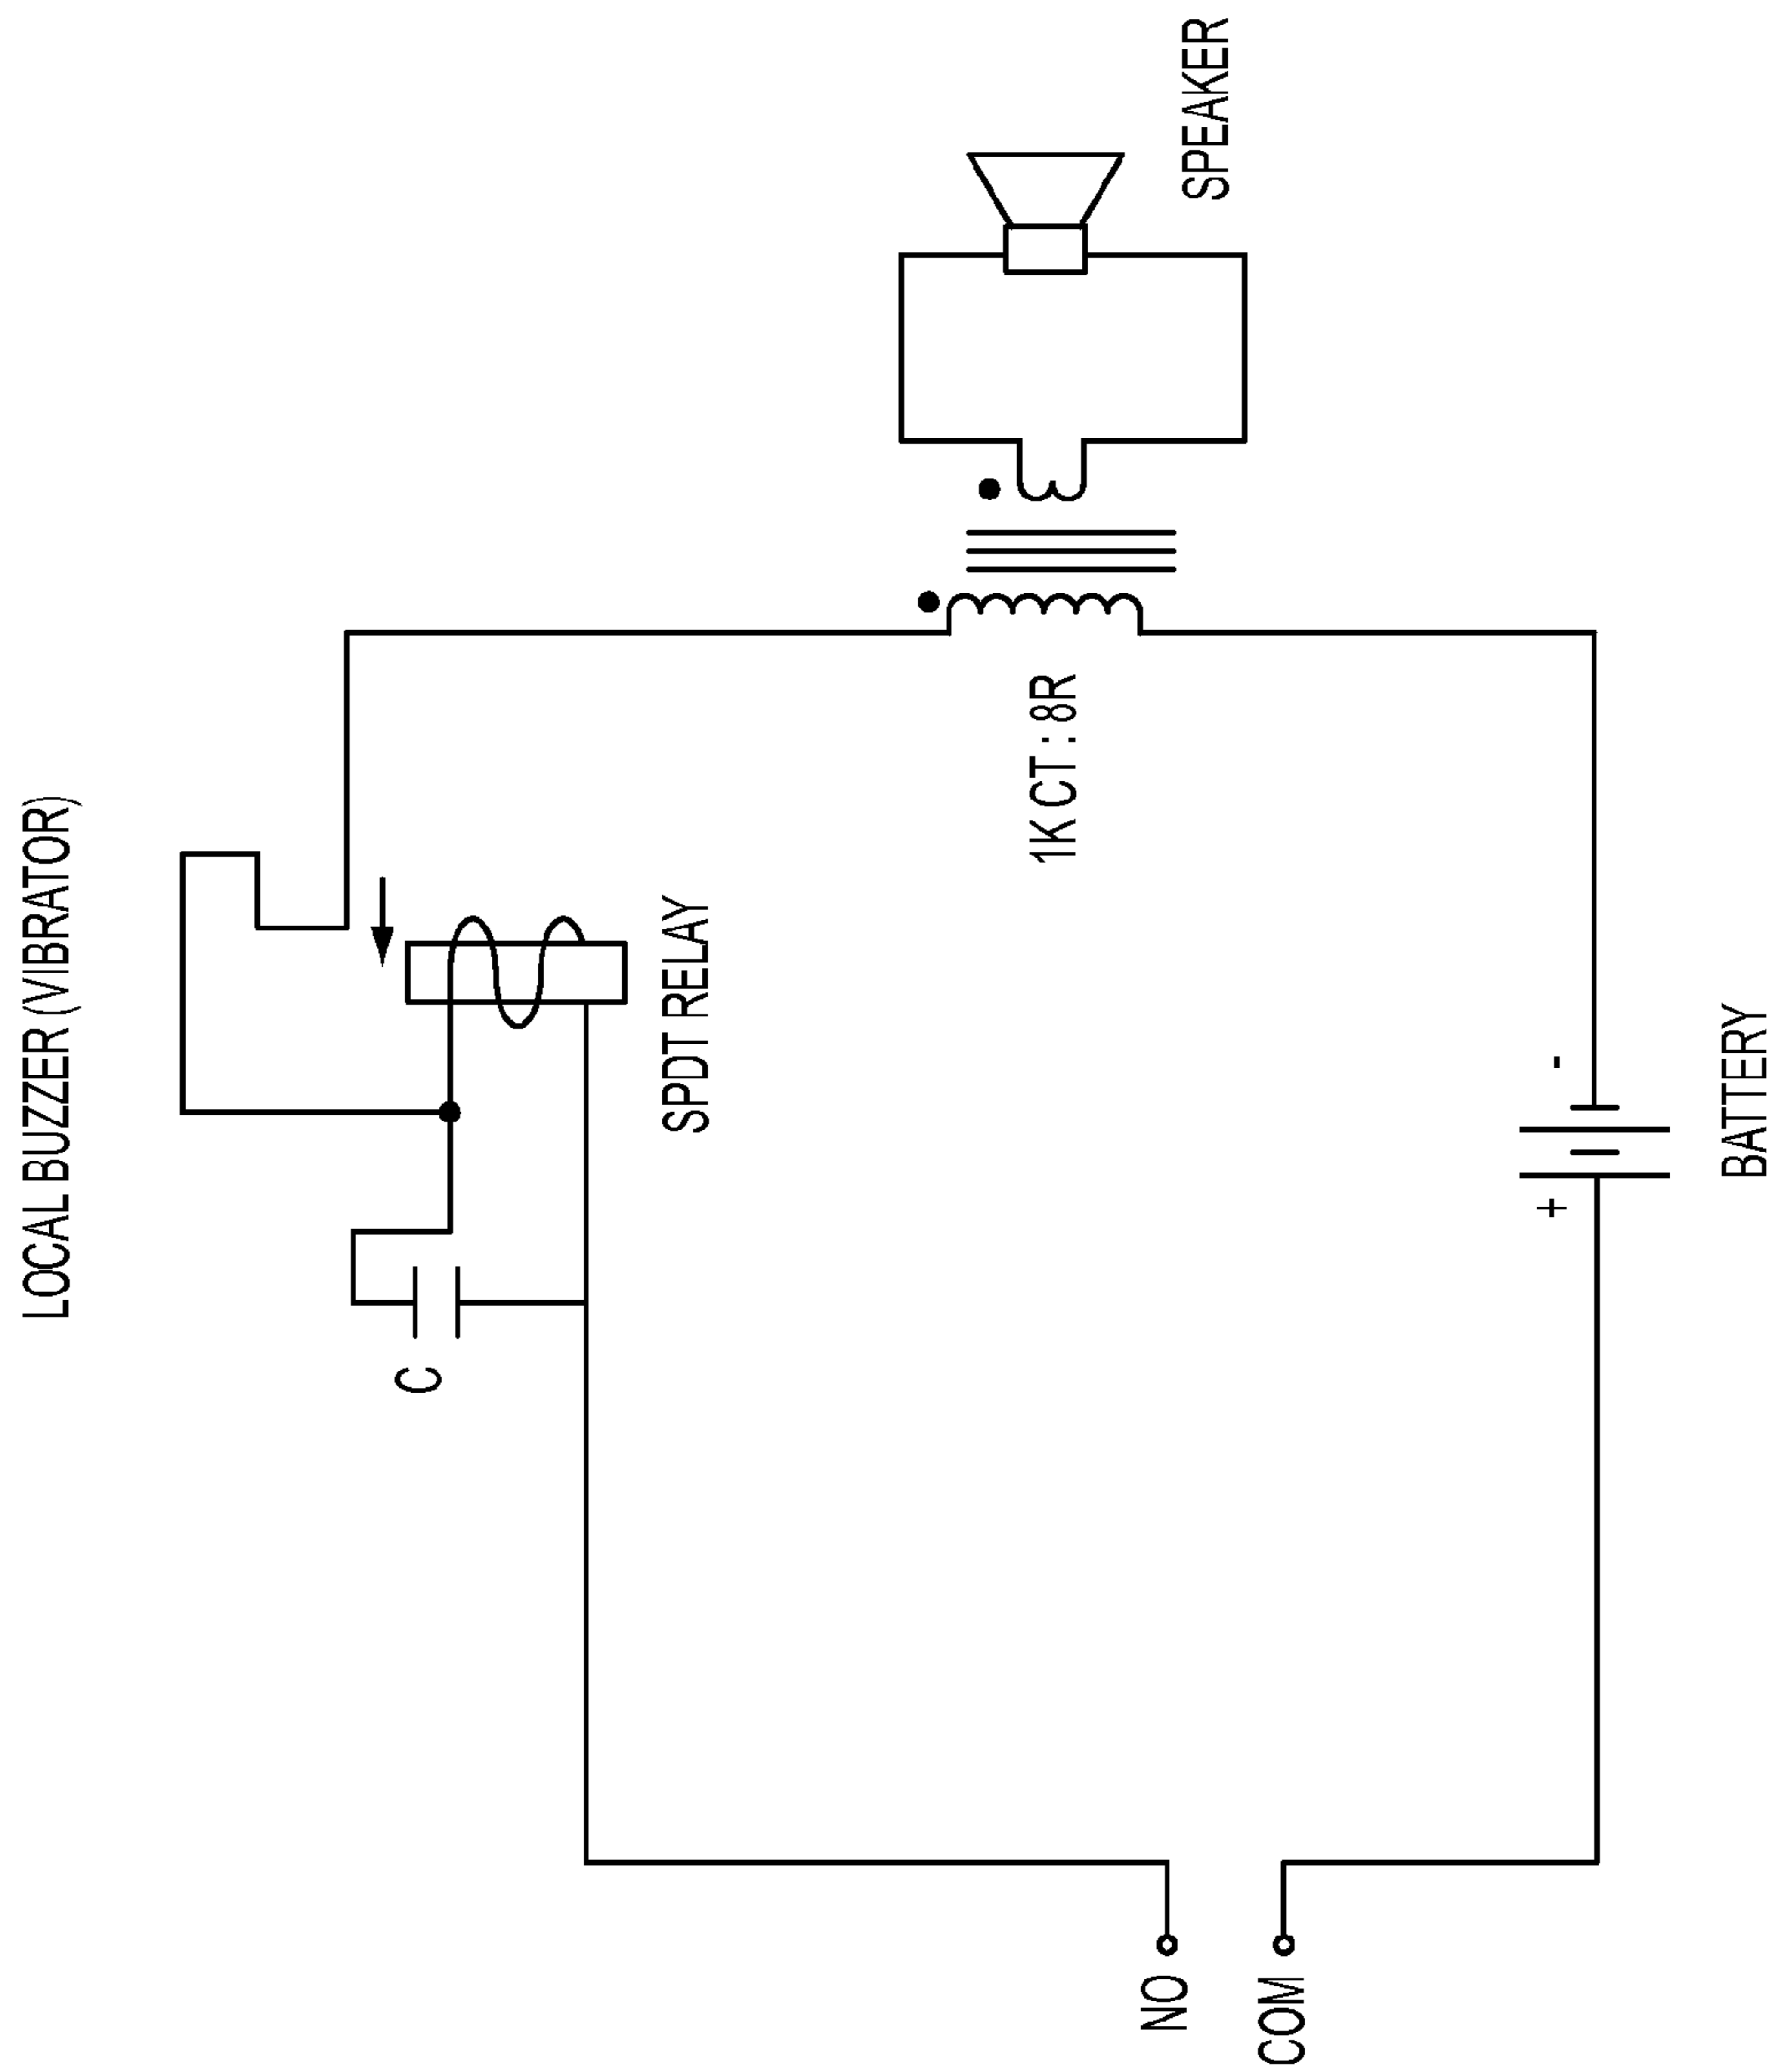 LOCAL BUZZER (VIBRATOR)
C
SPDT RELAY
1K CT : 8R
SPEAKER
NO
COM
+
-
BATTERY